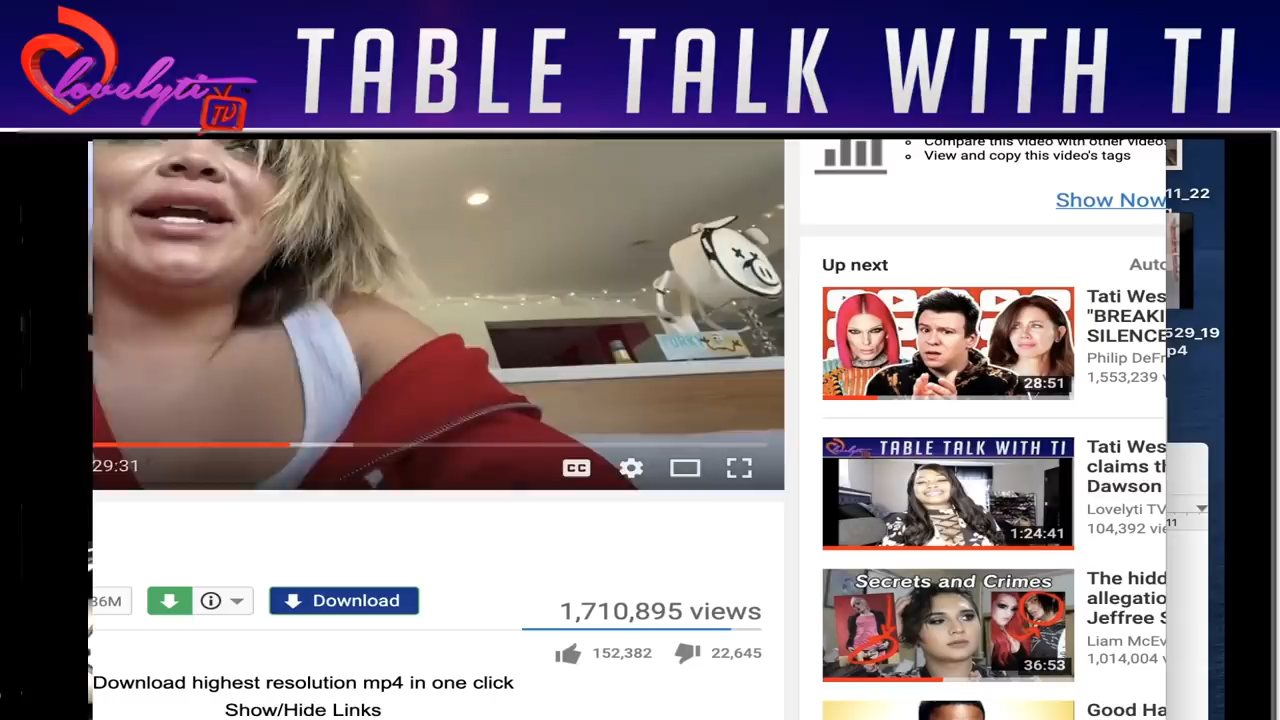 lovelyti
TV
TABLE TALK WITH TI
Compare this video with other videos
View and copy this video's tags
Show Now
11_22
Up next
Auto
Tati Wes
"BREAKI
SILENCE
Philip DeFr
1,553,239 v
28:51
529_19
p4
PORKY
29:31
CC
TABLE TALK WITH TI
1:24:41
Tati Wes
claims th
Dawson
Lovelyti TV
104,392 vie
11
Secrets and Crimes
36:53
The hidd
allegatio
Jeffree S
Liam McEv
1,014,004 v
36M
Download
1,710,895 views
152,382
22,645
Download highest resolution mp4 in one click
Show/Hide Links
Good Ha